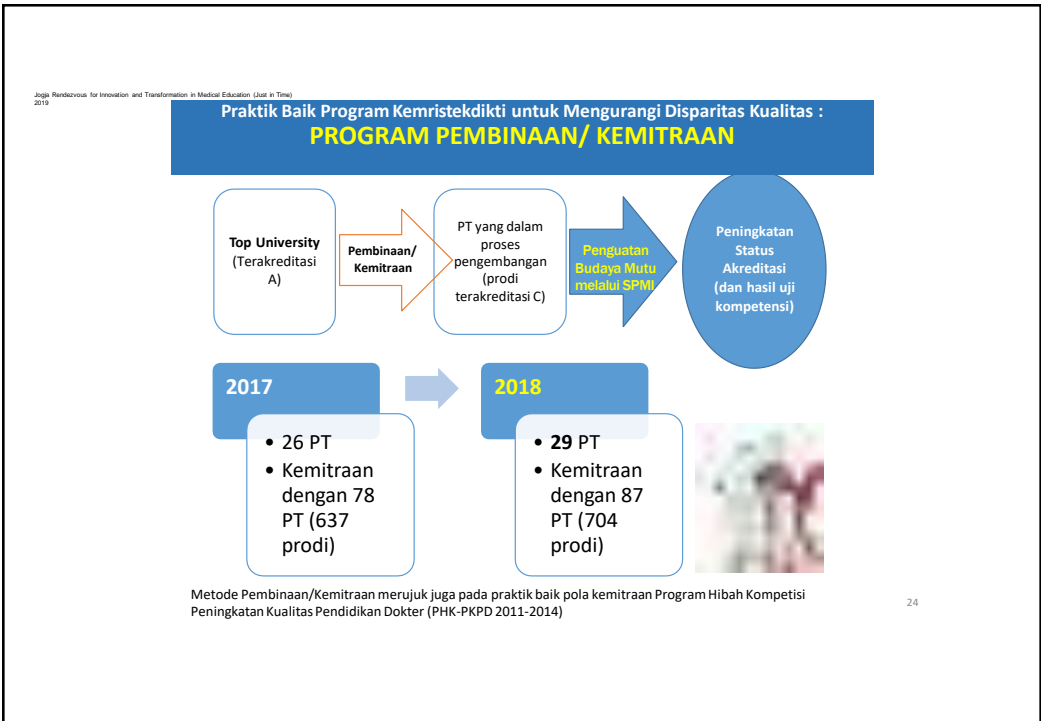 Jogja Rendezvous for Innovation and Transformation in Medical Education (Just in Time)
2019
Praktik Baik Program Kemristekdikti untuk Mengurangi Disparitas Kualitas :
PROGRAM PEMBINAAN/ KEMITRAAN
Top University
(Terakreditasi
A)
Pembinaan/
Kemitraan
PT yang dalam
proses
pengembangan
(prodi
terakreditasi C)
Penguatan
Budaya Mutu
melalui SPMI
Peningkatan
Status
Akreditasi
(dan hasil uji
kompetensi)
2017
• 26 PT
• Kemitraan
dengan 78
PT (637
prodi)
2018
• 29 PT
• Kemitraan
dengan 87
PT (704
prodi)
Metode Pembinaan/Kemitraan merujuk juga pada praktik baik pola kemitraan Program Hibah Kompetisi
Peningkatan Kualitas Pendidikan Dokter (PHK-PKPD 2011-2014)
24